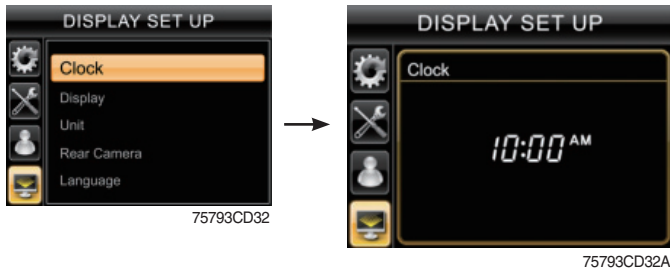 DISPLAY SET UP
Clock
Display
Unit
Rear Camera
Language
75793CD32
DISPLAY SET UP
Clock
10:00 AM
75793CD32A